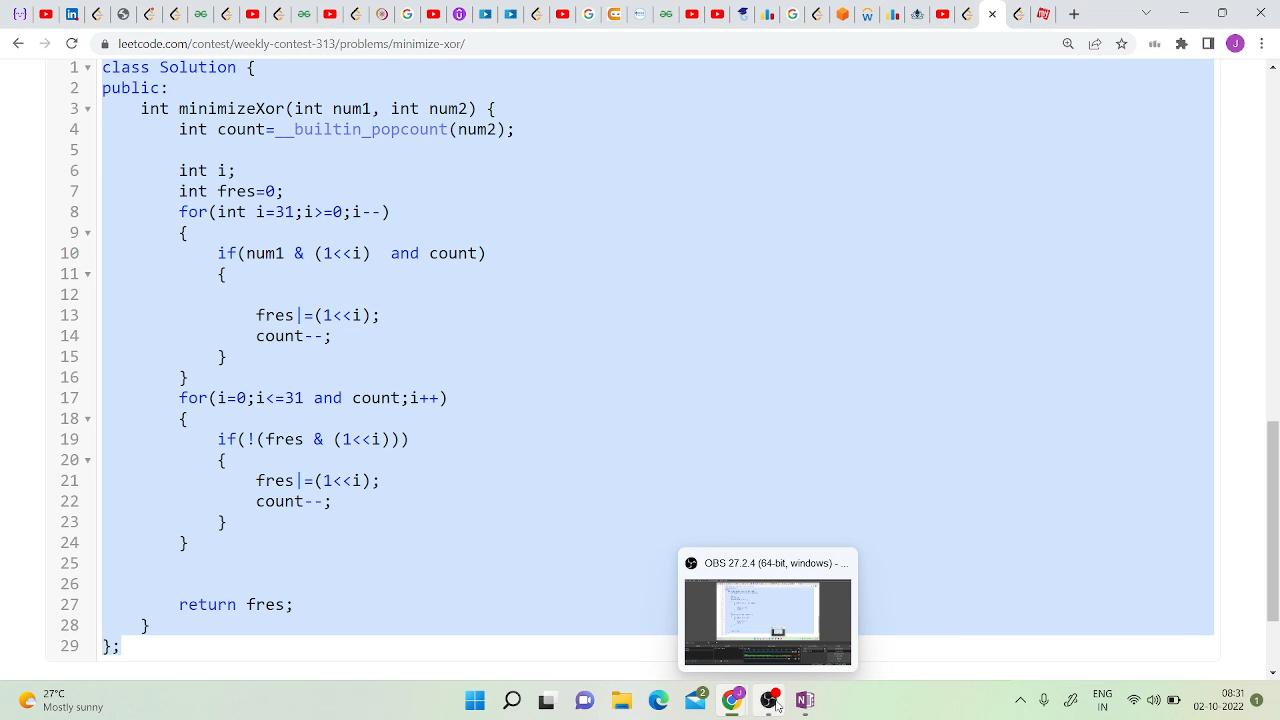 leetcode.com/contest/weekly-contest-313/problems/minimize-xor/
1 class Solution {
2 public:
3 int minimizeXor(int num1, int num2) {
4 int count=__builtin_popcount(num2);
5
6 int i;
7 int fres=0;
8 for(int i=31;i>=0;i--)
9 {
10 if(num1 & (1<<i)  and count)
11 {
12
13 fres|=(1<<i);
14 count--;
15 }
16 }
17 for(i=0;i<=31 and count;i++)
18 {
19 if(!(fres & (1<<i)))
20 {
21 fres|=(1<<i);
22 count--;
23 }
24 }
25
26
27 return fres;
28 }
29 };
OBS 27.2.4 (64-bit, windows) - ...
27°C
Mostly sunny
ENG
IN
08:31
02-10-2022
1